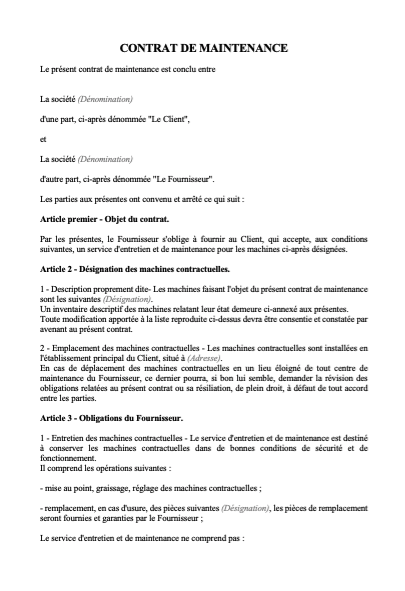 CONTRAT DE MAINTENANCE
Le présent contrat de maintenance est conclu entre
La société (Dénomination)
d'une part, ci-après dénommée "Le Client",
et
La société (Dénomination)
d'autre part, ci-après dénommée "Le Fournisseur".
Les parties aux présentes ont convenu et arrêté ce qui suit :
Article premier - Objet du contrat.
Par les présentes, le Fournisseur s'oblige à fournir au Client, qui accepte, aux conditions
suivantes, un service d'entretien et de maintenance pour les machines ci-après désignées.
Article 2 - Désignation des machines contractuelles.
1 - Description proprement dite- Les machines faisant l'objet du présent contrat de maintenance
sont les suivantes (Désignation).
Un inventaire descriptif des machines relatant leur état demeure ci-annexé aux présentes.
Toute modification apportée à la liste reproduite ci-dessus devra être consentie et constatée par
avenant au présent contrat.
2 - Emplacement des machines contractuelles - Les machines contractuelles sont installées en
l'établissement principal du Client, situé à (Adresse).
En cas de déplacement des machines contractuelles en un lieu éloigné de tout centre de
maintenance du Fournisseur, ce dernier pourra, si bon lui semble, demander la révision des
obligations relatées au présent contrat ou sa résiliation, de plein droit, à défaut de tout accord
entre les parties.
Article 3 - Obligations du Fournisseur.
1 - Entretien des machines contractuelles - Le service d'entretien et de maintenance est destiné
à conserver les machines contractuelles dans de bonnes conditions de sécurité et de
fonctionnement.
Il comprend les opérations suivantes :
- mise au point, graissage, réglage des machines contractuelles ;
- remplacement, en cas d'usure, des pièces suivantes (Désignation), les pièces de remplacement
seront fournies et garanties par le Fournisseur ;
Le service d'entretien et de maintenance ne comprend pas :